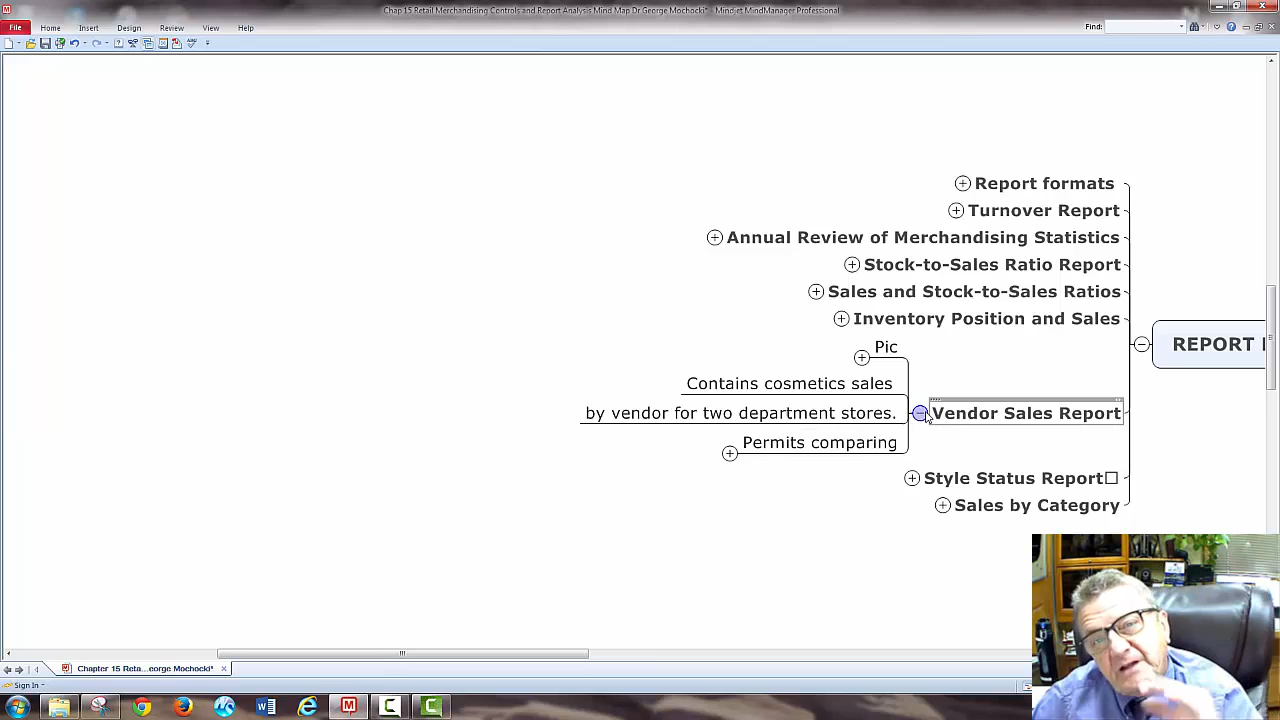 Chap 15 Retail Merchandising Controls and Report Analysis Mind Map Dr George Mochocki* - Mindjet MindManager Professional
File Home Insert Design Review View Help Find:
Report formats
Turnover Report
Annual Review of Merchandising Statistics
Stock-to-Sales Ratio Report
Sales and Stock-to-Sales Ratios
Inventory Position and Sales
REPORT
Pic
Contains cosmetics sales
by vendor for two department stores.
Vendor Sales Report
Permits comparing
Style Status Report
Sales by Category
Chapter 15 Reta...eorge Mochocki*
Sign In